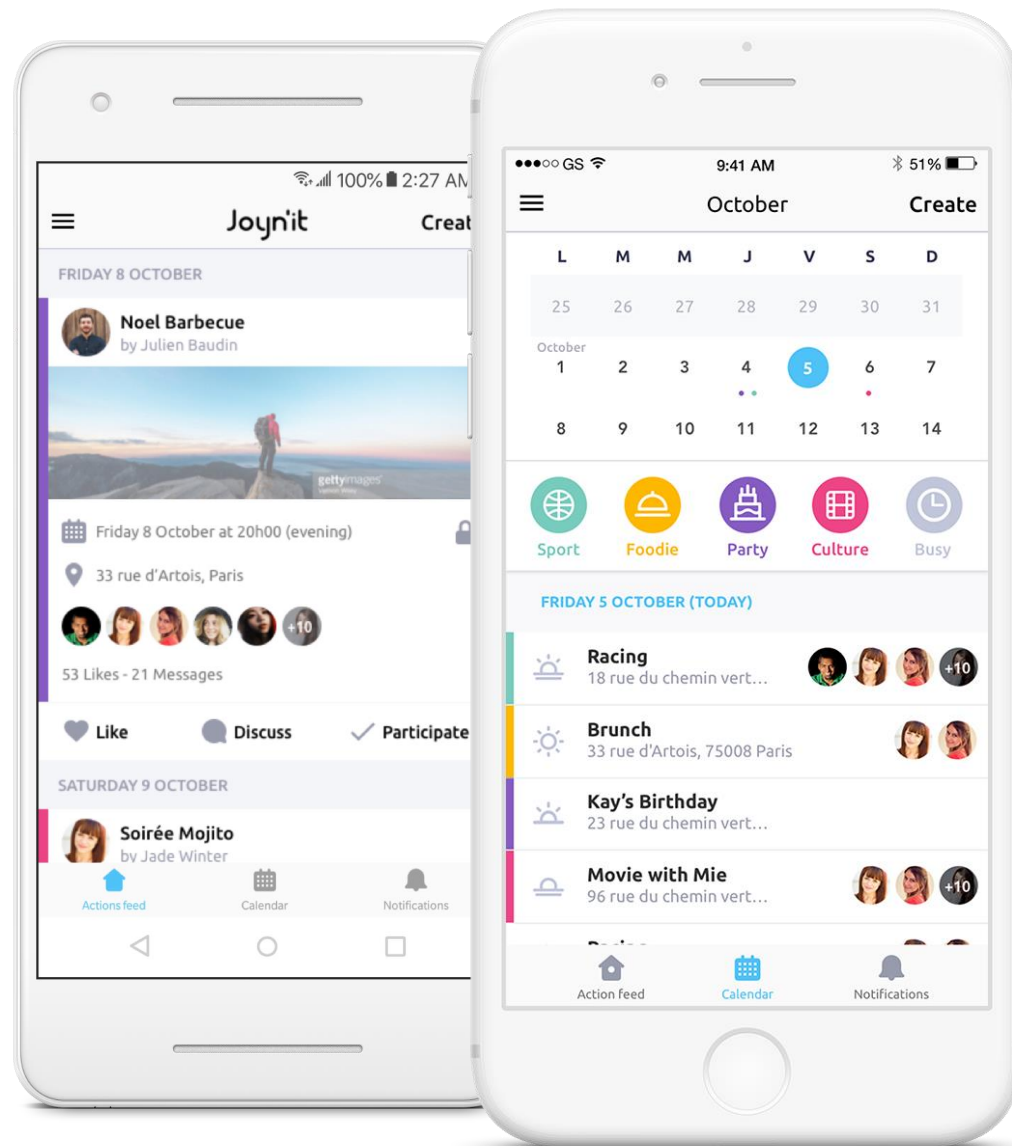 100% 2:27 AM
Joyn'it
Creat
FRIDAY 8 OCTOBER
Noel Barbecue
by Julien Baudin
gettyimages
Friday 8 October at 20h00 (evening)
33 rue d'Artois, Paris
+10
53 Likes - 21 Messages
Like Discuss Participate
SATURDAY 9 OCTOBER
Soirée Mojito
by Jade Winter
Actions feed Calendar Notifications
GS 9:41 AM 51%
October Create
L M M J V S D
25 26 27 28 29 30 31
October
1 2 3 4 5 6 7
8 9 10 11 12 13 14
Sport Foodie Party Culture Busy
FRIDAY 5 OCTOBER (TODAY)
Racing
18 rue du chemin vert...
+10
Brunch
33 rue d'Artois, 75008 Paris
Kay's Birthday
23 rue du chemin vert...
Movie with Mie
96 rue du chemin vert...
+10
Action feed Calendar Notifications